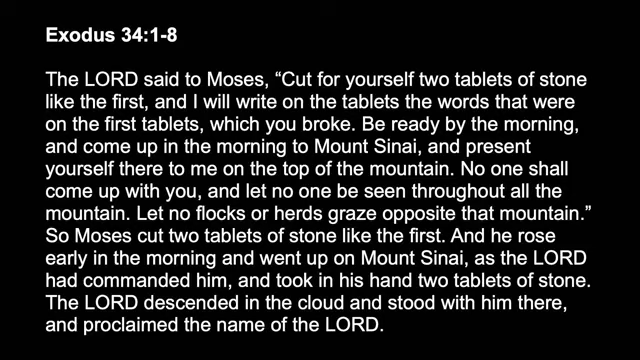 Exodus 34:1-8
The LORD said to Moses, “Cut for yourself two tablets of stone
like the first, and I will write on the tablets the words that were
on the first tablets, which you broke. Be ready by the morning,
and come up in the morning to Mount Sinai, and present
yourself there to me on the top of the mountain. No one shall
come up with you, and let no one be seen throughout all the
mountain. Let no flocks or herds graze opposite that mountain.”
So Moses cut two tablets of stone like the first. And he rose
early in the morning and went up on Mount Sinai, as the LORD
had commanded him, and took in his hand two tablets of stone.
The LORD descended in the cloud and stood with him there,
and proclaimed the name of the LORD.